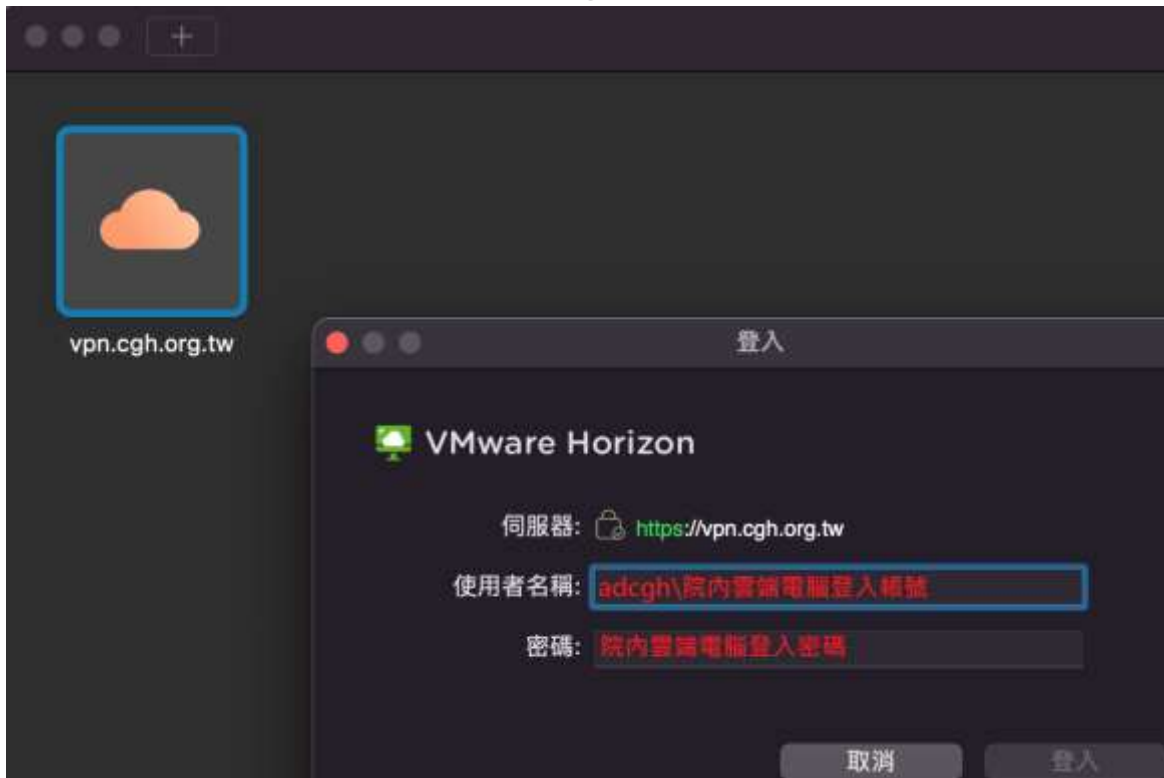 +
vpn.cgh.org.tw
登入
VMware Horizon
伺服器: https://vpn.cgh.org.tw
使用者名稱: adcgh\院內雲端電腦登入帳號
密碼: 院內雲端電腦登入密碼
取消 登入